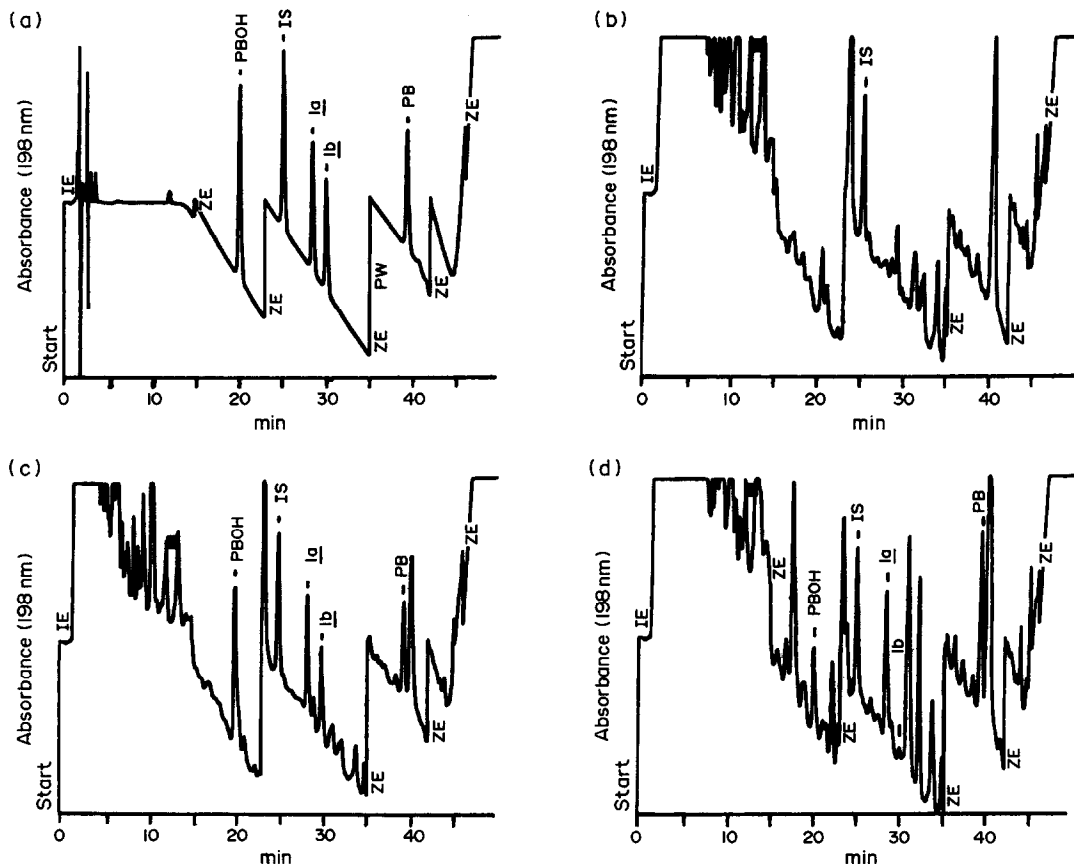 (a)
Absorbance (198 nm)
Start
IE
ZE
PBOH
ZE
IS
Ia
Ib
PW
ZE
PB
ZE
ZE
0 10 20 30 40
min
(b)
Absorbance (198 nm)
Start
IE
IS
ZE
ZE
ZE
0 10 20 30 40
min
(c)
Absorbance (198 nm)
Start
IE
PBOH
IS
Ia
Ib
ZE
PB
ZE
ZE
0 10 20 30 40
min
(d)
Absorbance (198 nm)
Start
IE
ZE
PBOH
ZE
IS
Ia
Ib
ZE
PB
ZE
ZE
0 10 20 30 40
min